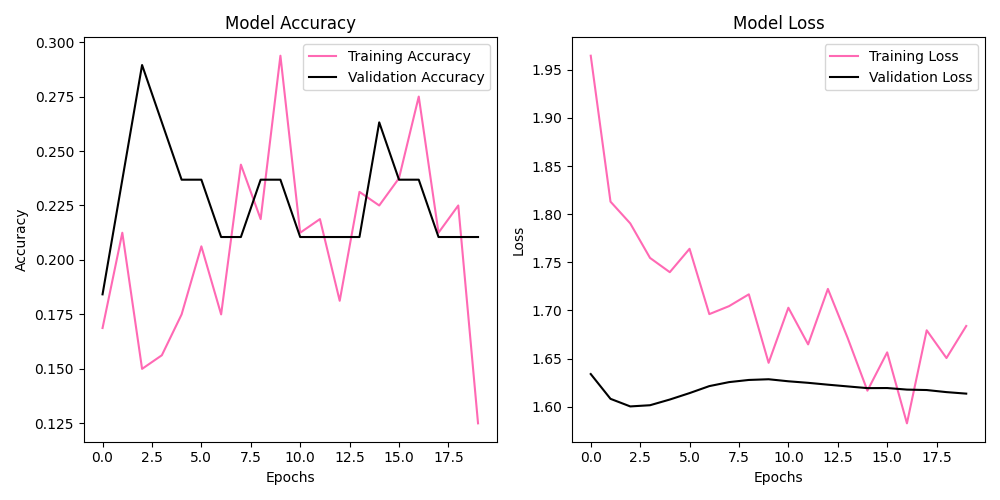 Model Accuracy
Accuracy
0.300
0.275
0.250
0.225
0.200
0.175
0.150
0.125
Training Accuracy
Validation Accuracy
0.0 2.5 5.0 7.5 10.0 12.5 15.0 17.5
Epochs
Model Loss
Loss
1.95
1.90
1.85
1.80
1.75
1.70
1.65
1.60
Training Loss
Validation Loss
0.0 2.5 5.0 7.5 10.0 12.5 15.0 17.5
Epochs